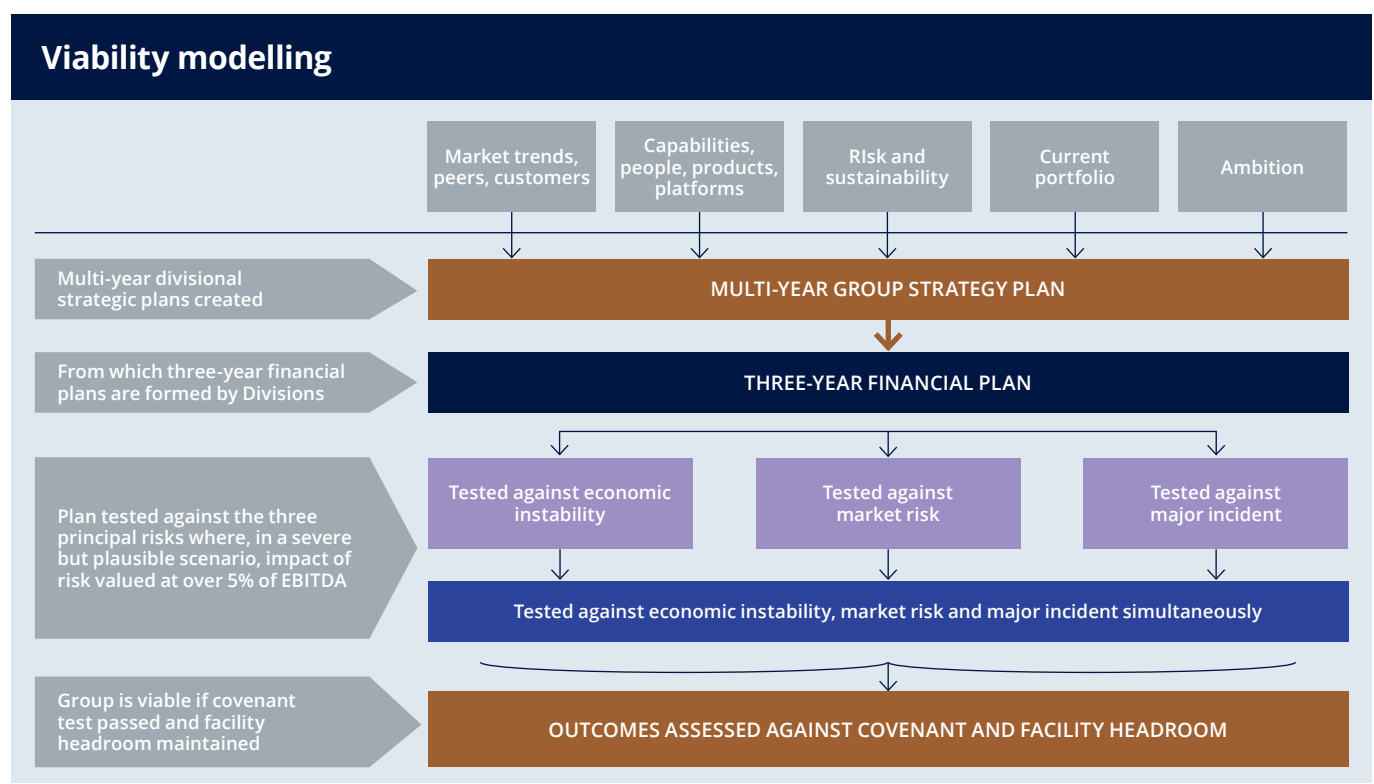 Viability modelling
Market trends,
peers, customers
Capabilities,
people, products,
platforms
RIsk and
sustainability
Current
portfolio
Ambition
Multi-year divisional
strategic plans created
MULTI-YEAR GROUP STRATEGY PLAN
From which three-year financial
plans are formed by Divisions
THREE-YEAR FINANCIAL PLAN
Plan tested against the three
principal risks where, in a severe
but plausible scenario, impact of
risk valued at over 5% of EBITDA
Tested against economic
instability
Tested against
market risk
Tested against
major incident
Tested against economic instability, market risk and major incident simultaneously
Group is viable if covenant
test passed and facility
headroom maintained
OUTCOMES ASSESSED AGAINST COVENANT AND FACILITY HEADROOM